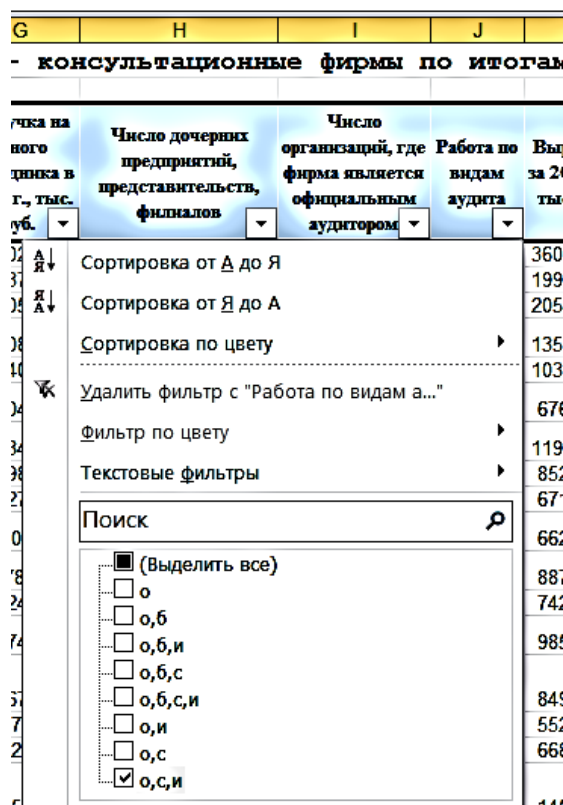 G H I J
- консультационные фирмы по итогам
Число дочерних предприятий, представительств, филиалов
Число организаций, где фирма является официальным аудитором
Работа по видам аудита
Сортировка от А до Я
Сортировка от Я до А
Сортировка по цвету
Удалить фильтр с "Работа по видам а..."
Фильтр по цвету
Текстовые фильтры
Поиск
(Выделить все)
о
о,б
о,б,и
о,б,с
о,б,с,и
о,и
о,с
о,с,и